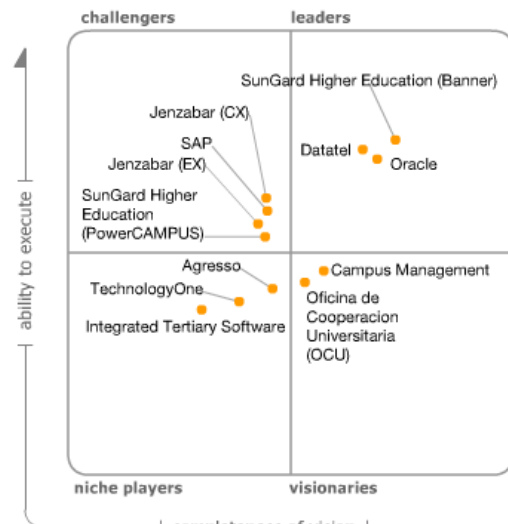 challengers
leaders
SunGard Higher Education (Banner)
Jenzabar (CX)
SAP
Datatel
Oracle
Jenzabar (EX)
SunGard Higher
Education
(PowerCAMPUS)
ability to execute
Agresso
Campus Management
TechnologyOne
Oficina de
Cooperacion
Universitaria
(OCU)
Integrated Tertiary Software
niche players
visionaries